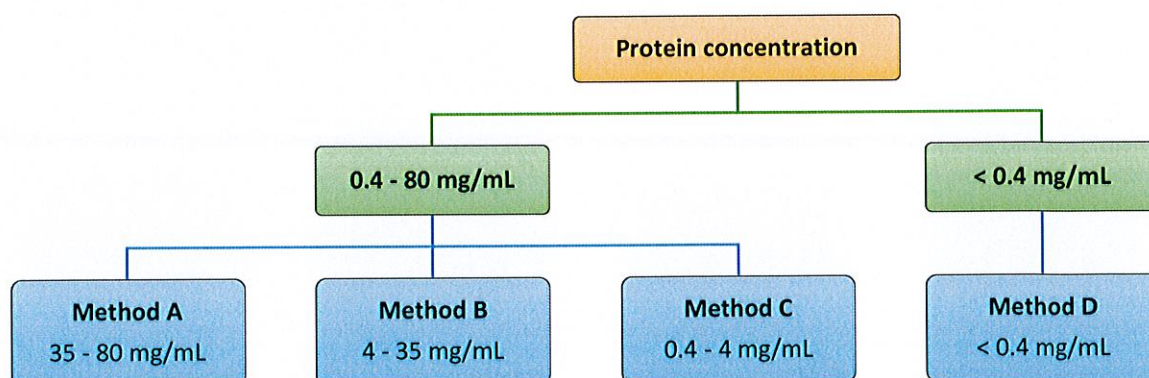 Protein concentration
0.4 - 80 mg/mL
< 0.4 mg/mL
Method A
35 - 80 mg/mL
Method B
4 - 35 mg/mL
Method C
0.4 - 4 mg/mL
Method D
< 0.4 mg/mL